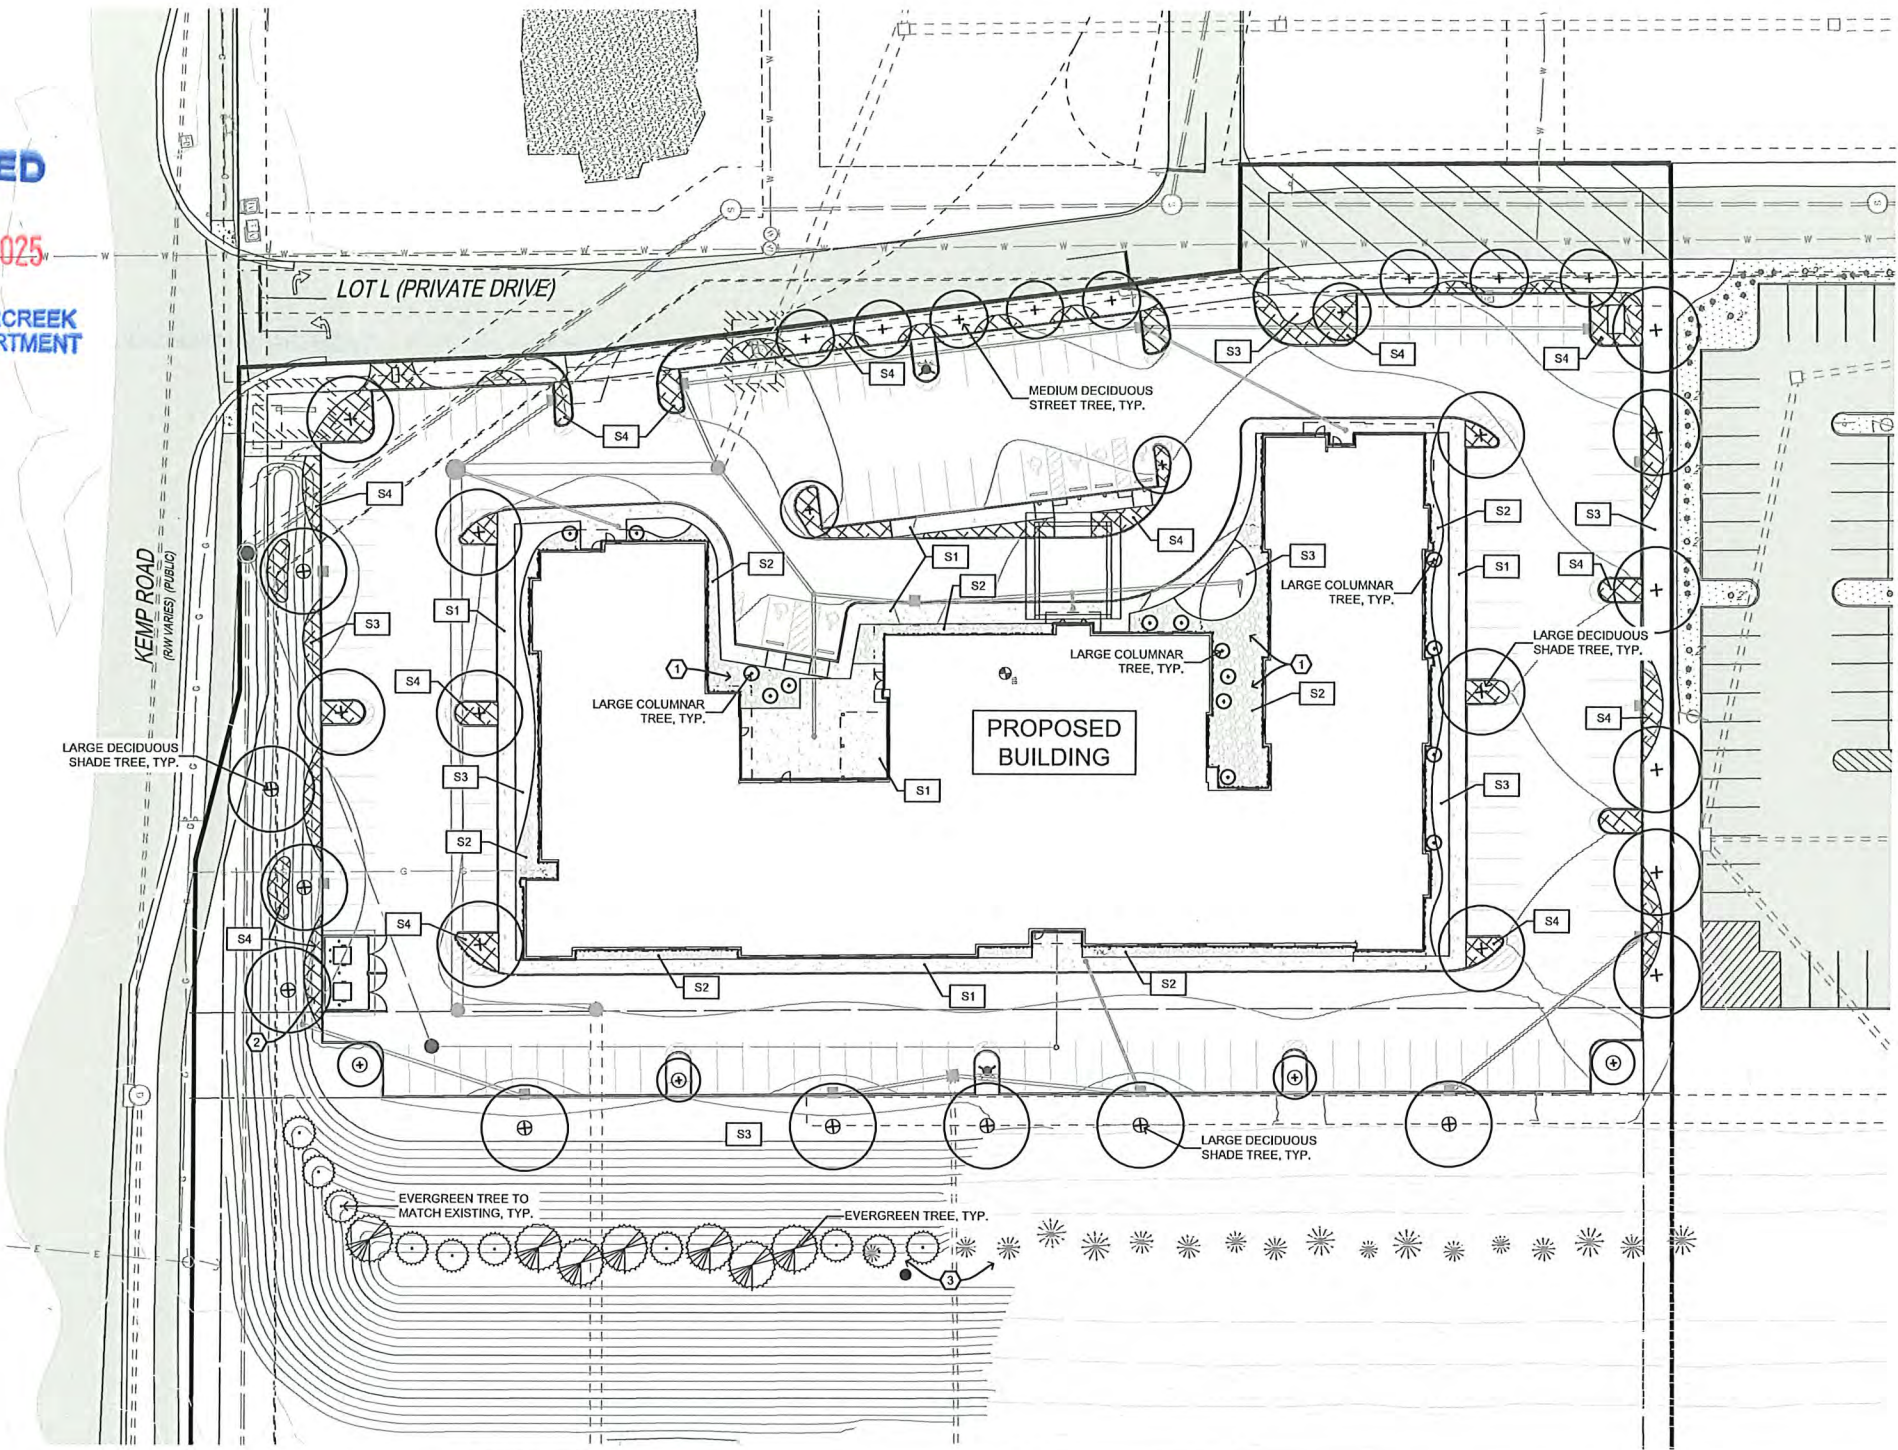 ED
025
CREEK
RTMENT
LOT L (PRIVATE DRIVE)
KEMP ROAD
(R/W VARIES) (PUBLIC)
MEDIUM DECIDUOUS
STREET TREE, TYP.
S4
S3
S4
S4
S4
S4
S2
S3
S1
S4
S2
S3
S2
S1
S4
LARGE COLUMNAR
TREE, TYP.
S1
S3
S4
1
LARGE COLUMNAR
TREE, TYP.
LARGE COLUMNAR
TREE, TYP.
1
S2
LARGE DECIDUOUS
SHADE TREE, TYP.
S4
PROPOSED
BUILDING
LARGE DECIDUOUS
SHADE TREE, TYP.
S3
S1
S3
S2
S4
S4
S4
S2
S1
S2
2
S3
LARGE DECIDUOUS
SHADE TREE, TYP.
EVERGREEN TREE TO
MATCH EXISTING, TYP.
EVERGREEN TREE, TYP.
3